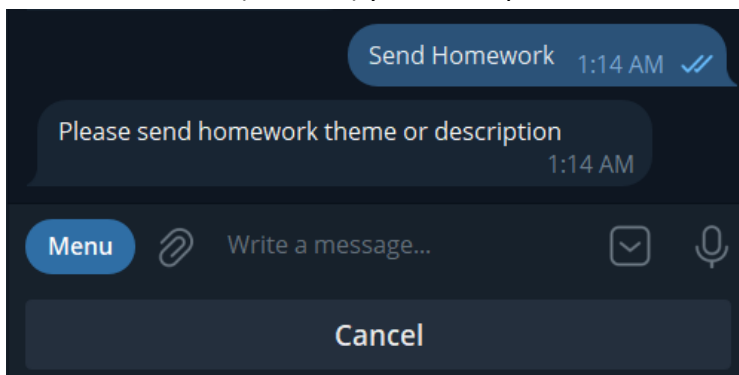 Send Homework 1:14 AM
Please send homework theme or description
1:14 AM
Menu Write a message...
Cancel